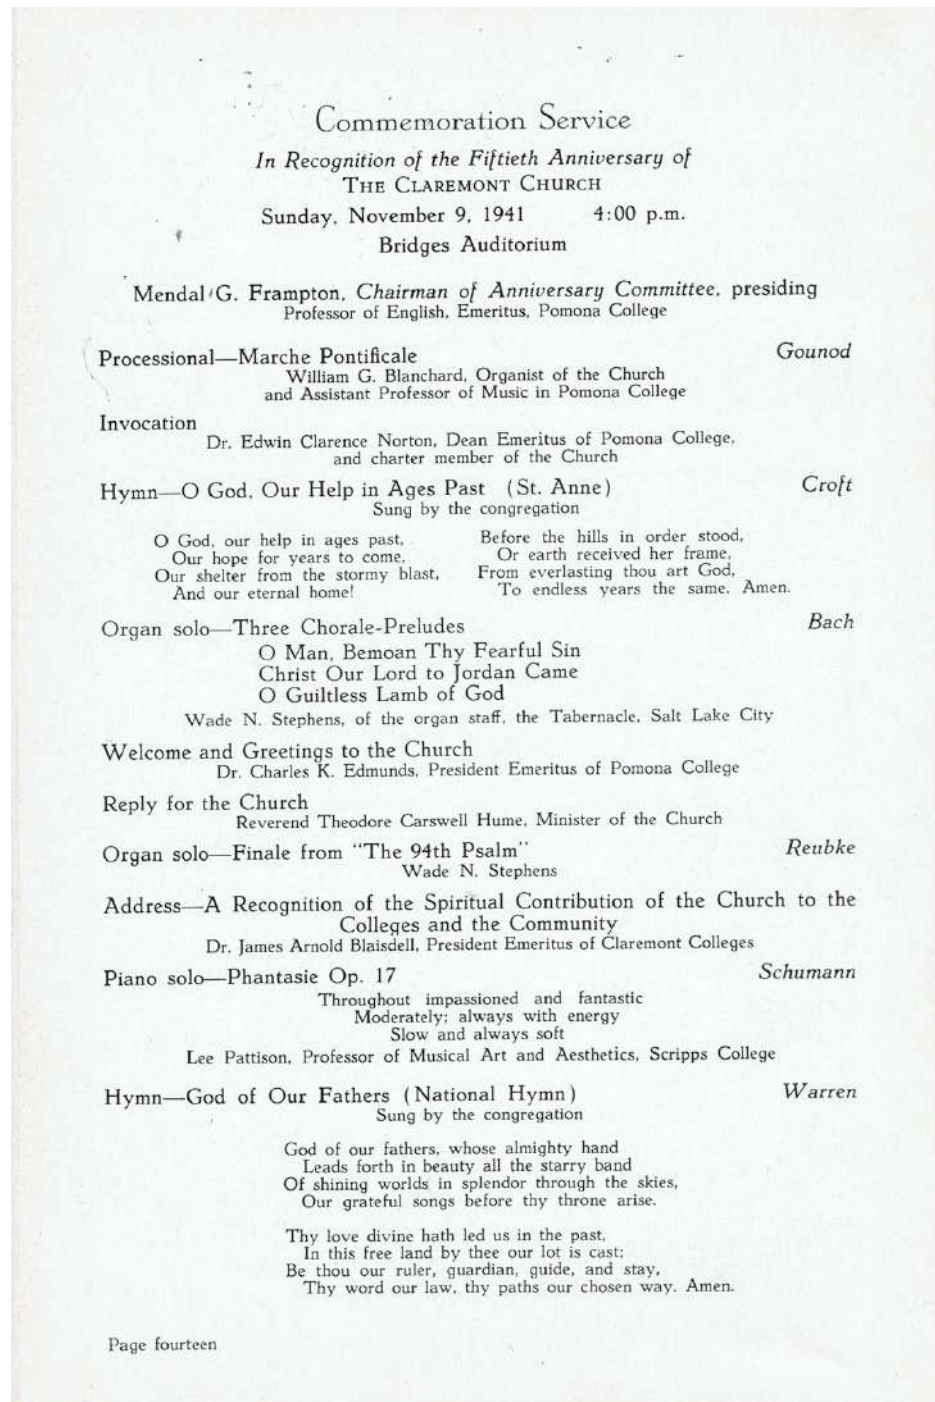 Commemoration Service
In Recognition of the Fiftieth Anniversary of
THE CLAREMONT CHURCH
Sunday, November 9, 1941 4:00 p.m.
Bridges Auditorium
Mendal G. Frampton, Chairman of Anniversary Committee, presiding
Professor of English, Emeritus, Pomona College
Processional—Marche Pontificale Gounod
William G. Blanchard, Organist of the Church
and Assistant Professor of Music in Pomona College
Invocation
Dr. Edwin Clarence Norton, Dean Emeritus of Pomona College,
and charter member of the Church
Hymn—O God, Our Help in Ages Past (St. Anne) Croft
Sung by the congregation
O God, our help in ages past,
Our hope for years to come,
Our shelter from the stormy blast,
And our eternal home!
Before the hills in order stood,
Or earth received her frame,
From everlasting thou art God,
To endless years the same. Amen.
Organ solo—Three Chorale-Preludes Bach
O Man, Bemoan Thy Fearful Sin
Christ Our Lord to Jordan Came
O Guiltless Lamb of God
Wade N. Stephens, of the organ staff, the Tabernacle, Salt Lake City
Welcome and Greetings to the Church
Dr. Charles K. Edmunds, President Emeritus of Pomona College
Reply for the Church
Reverend Theodore Carswell Hume, Minister of the Church
Organ solo—Finale from "The 94th Psalm" Reubke
Wade N. Stephens
Address—A Recognition of the Spiritual Contribution of the Church to the
Colleges and the Community
Dr. James Arnold Blaisdell, President Emeritus of Claremont Colleges
Piano solo—Phantasie Op. 17 Schumann
Throughout impassioned and fantastic
Moderately; always with energy
Slow and always soft
Lee Pattison, Professor of Musical Art and Aesthetics, Scripps College
Hymn—God of Our Fathers (National Hymn) Warren
Sung by the congregation
God of our fathers, whose almighty hand
Leads forth in beauty all the starry band
Of shining worlds in splendor through the skies,
Our grateful songs before thy throne arise.
Thy love divine hath led us in the past,
In this free land by thee our lot is cast;
Be thou our ruler, guardian, guide, and stay,
Thy word our law, thy paths our chosen way. Amen.
Page fourteen